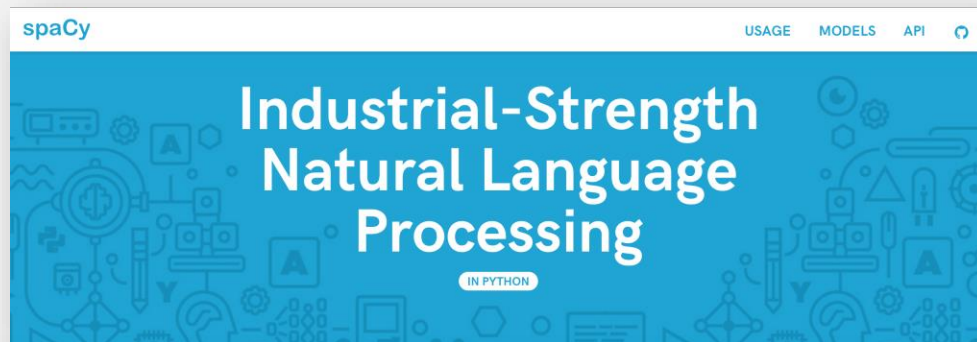 spaCy
USAGE MODELS API
Industrial-Strength
Natural Language
Processing
IN PYTHON
A
A
Y
A
A
Y